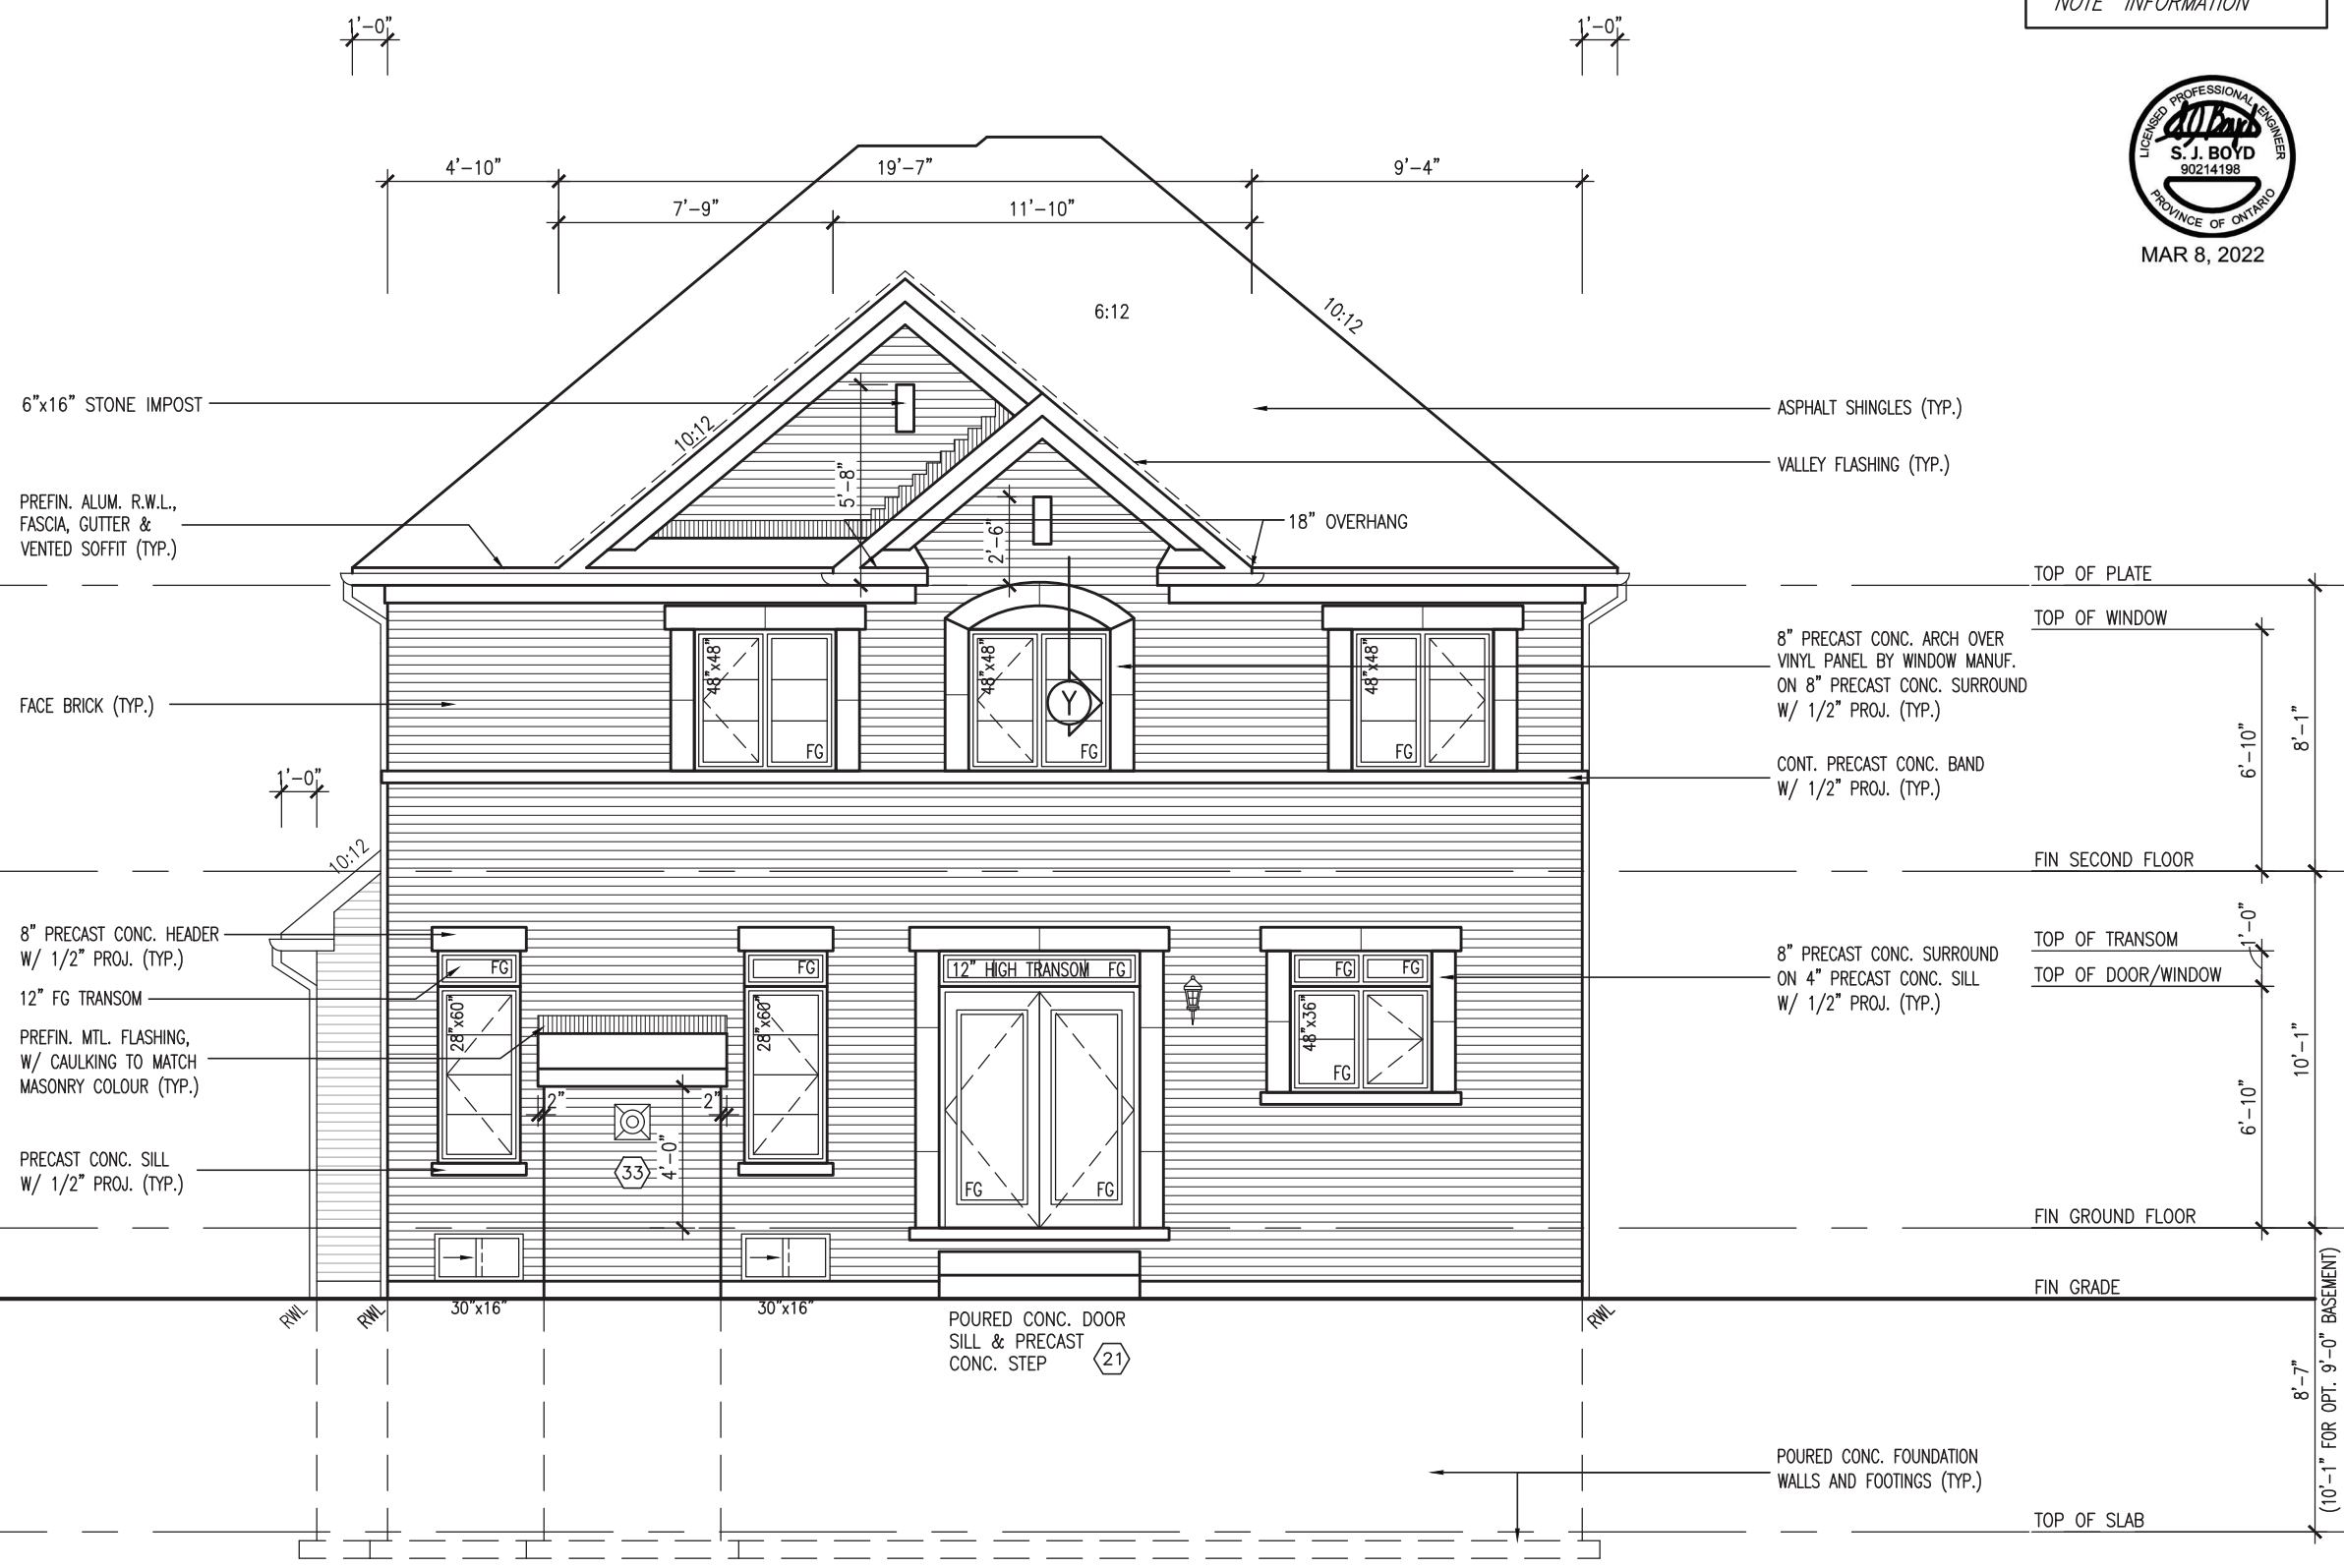 NOTE INFORMATION
1'-0"
1'-0"
LICENSED PROFESSIONAL ENGINEER
S. J. BOYD
90214198
PROVINCE OF ONTARIO
MAR 8, 2022
4'-10"
19'-7"
9'-4"
7'-9"
11'-10"
6:12
10:12
6"x16" STONE IMPOST
ASPHALT SHINGLES (TYP.)
10:12
VALLEY FLASHING (TYP.)
5'-8"
PREFIN. ALUM. R.W.L.,
FASCIA, GUTTER &
VENTED SOFFIT (TYP.)
2'-6"
18" OVERHANG
TOP OF PLATE
TOP OF WINDOW
48"x48"
FG
48"x48"
Y
FG
48"x48"
FG
8" PRECAST CONC. ARCH OVER
VINYL PANEL BY WINDOW MANUF.
ON 8" PRECAST CONC. SURROUND
W/ 1/2" PROJ. (TYP.)
FACE BRICK (TYP.)
6'-10"
8'-1"
CONT. PRECAST CONC. BAND
W/ 1/2" PROJ. (TYP.)
1'-0"
10:12
FIN SECOND FLOOR
8" PRECAST CONC. HEADER
W/ 1/2" PROJ. (TYP.)
12" FG TRANSOM
PREFIN. MTL. FLASHING,
W/ CAULKING TO MATCH
MASONRY COLOUR (TYP.)
PRECAST CONC. SILL
W/ 1/2" PROJ. (TYP.)
FG
28"x60"
FG
28"x60"
12" HIGH TRANSOM FG
FG
FG
48"x36"
FG
2"
2"
33
4'-0"
FG
FG
8" PRECAST CONC. SURROUND
ON 4" PRECAST CONC. SILL
W/ 1/2" PROJ. (TYP.)
1'-0"
TOP OF TRANSOM
TOP OF DOOR/WINDOW
10'-1"
6'-10"
FIN GROUND FLOOR
FIN GRADE
RWL
RWL
30"x16"
30"x16"
RWL
POURED CONC. DOOR
SILL & PRECAST
CONC. STEP
21
8'-7"
(10'-1" FOR OPT. 9'-0" BASEMENT)
POURED CONC. FOUNDATION
WALLS AND FOOTINGS (TYP.)
TOP OF SLAB